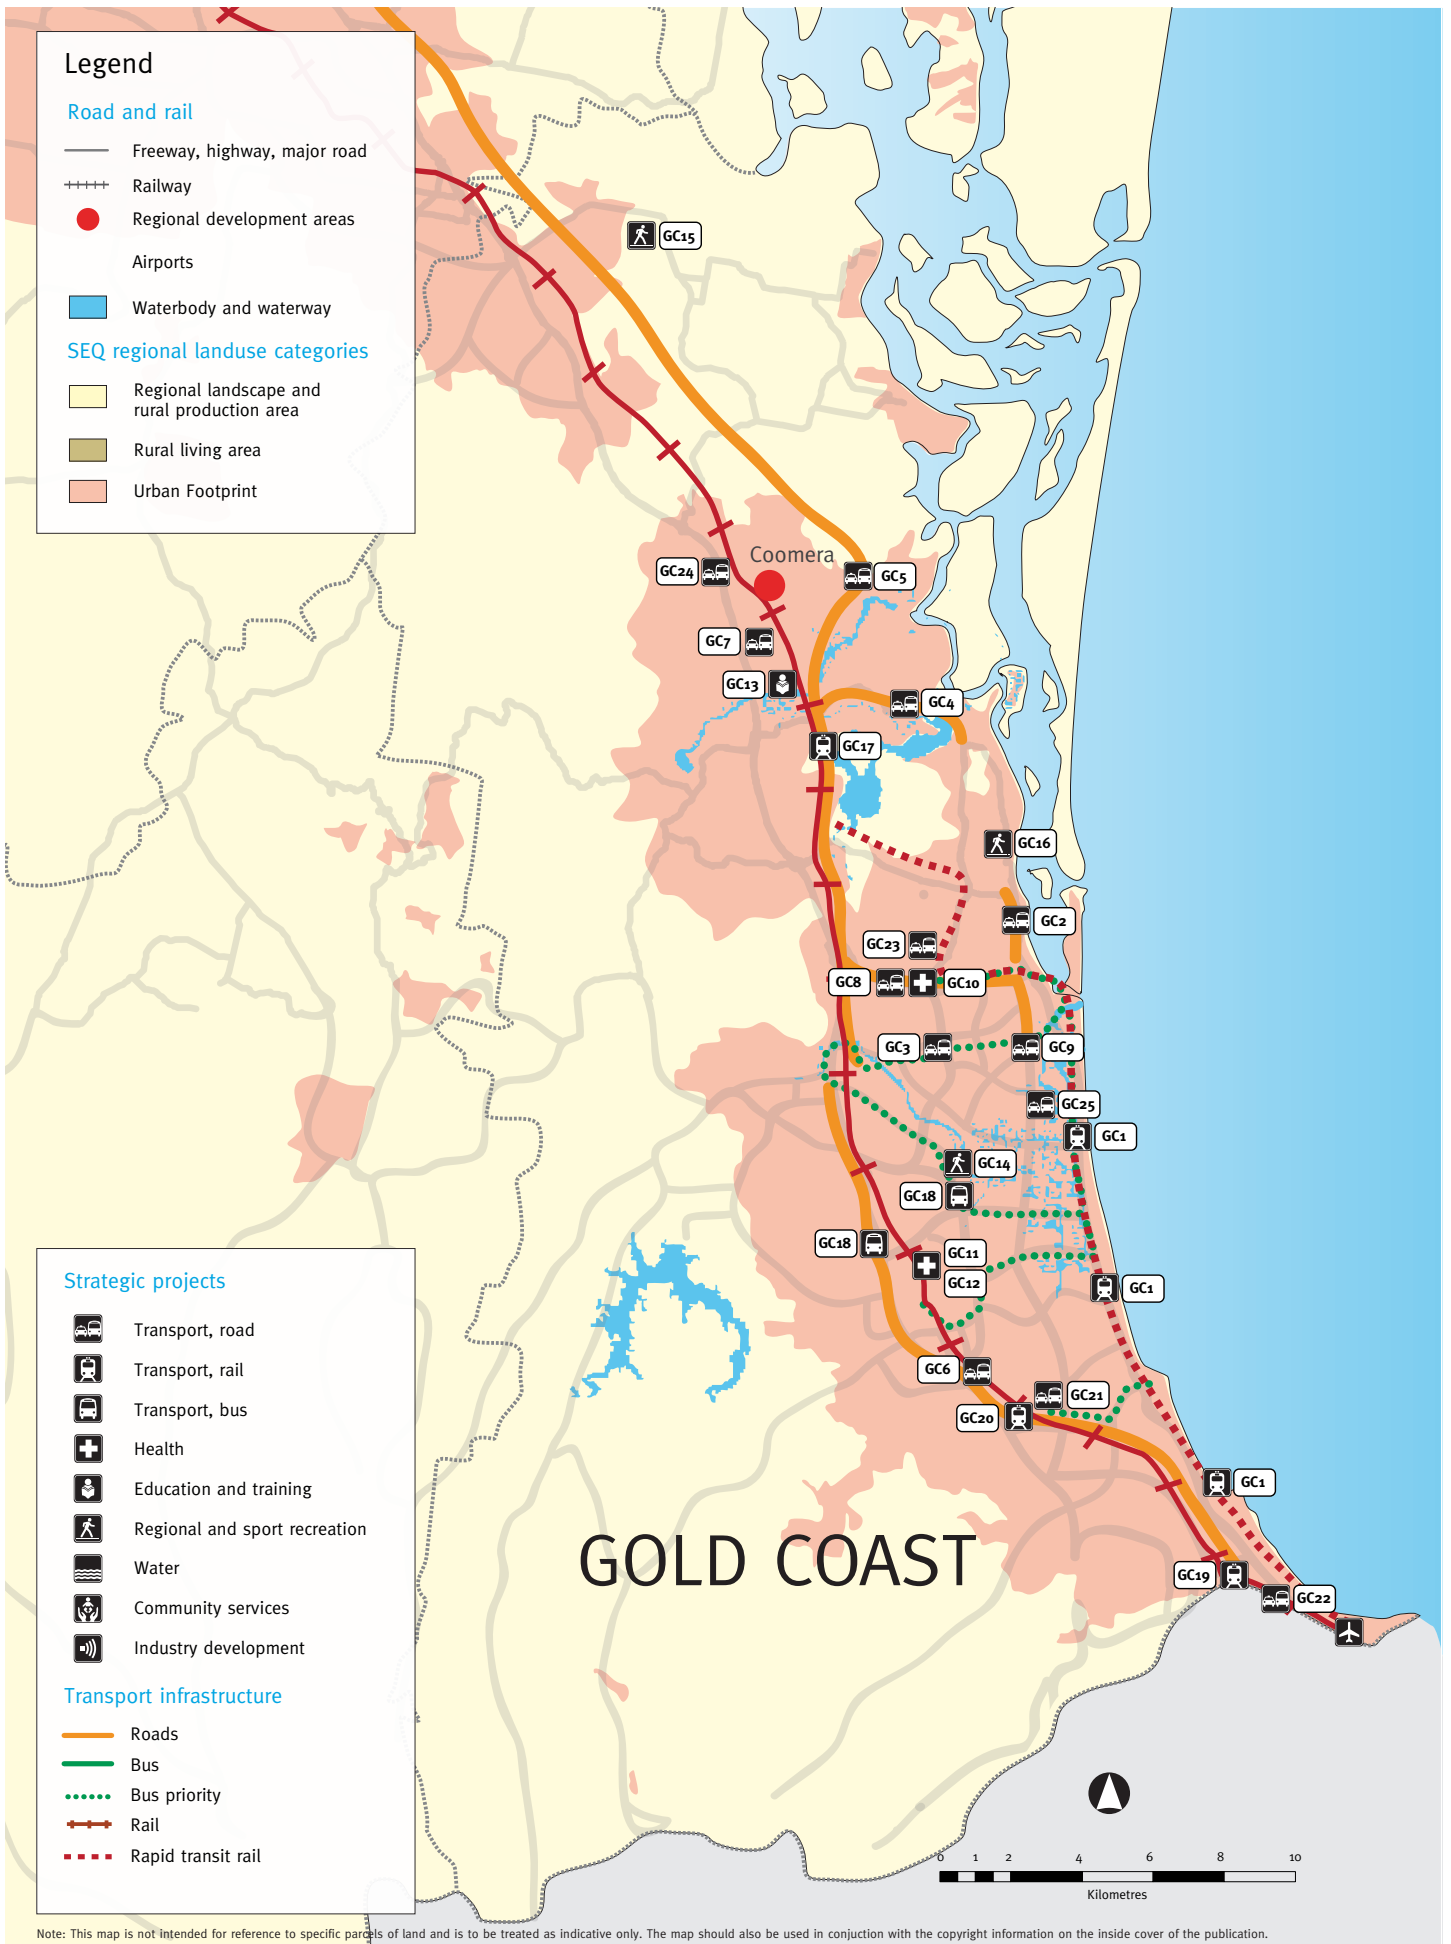 Legend
Road and rail
Freeway, highway, major road
Railway
Regional development areas
Airports
Waterbody and waterway
SEQ regional landuse categories
Regional landscape and
rural production area
Rural living area
Urban Footprint
GC15
Coomera
GC24
GC5
GC7
GC13
GC4
GC17
GC16
GC2
GC23
GC8
GC10
GC3
GC9
GC25
GC1
GC14
GC18
GC18
GC11
GC12
GC1
GC6
GC21
GC20
GC1
GOLD COAST
GC19
GC22
Strategic projects
Transport, road
Transport, rail
Transport, bus
Health
Education and training
Regional and sport recreation
Water
Community services
Industry development
Transport infrastructure
Roads
Bus
Bus priority
Rail
Rapid transit rail
0 1 2 4 6 8 10
Kilometres
Note: This map is not intended for reference to specific parcels of land and is to be treated as indicative only. The map should also be used in conjuction with the copyright information on the inside cover of the publication.